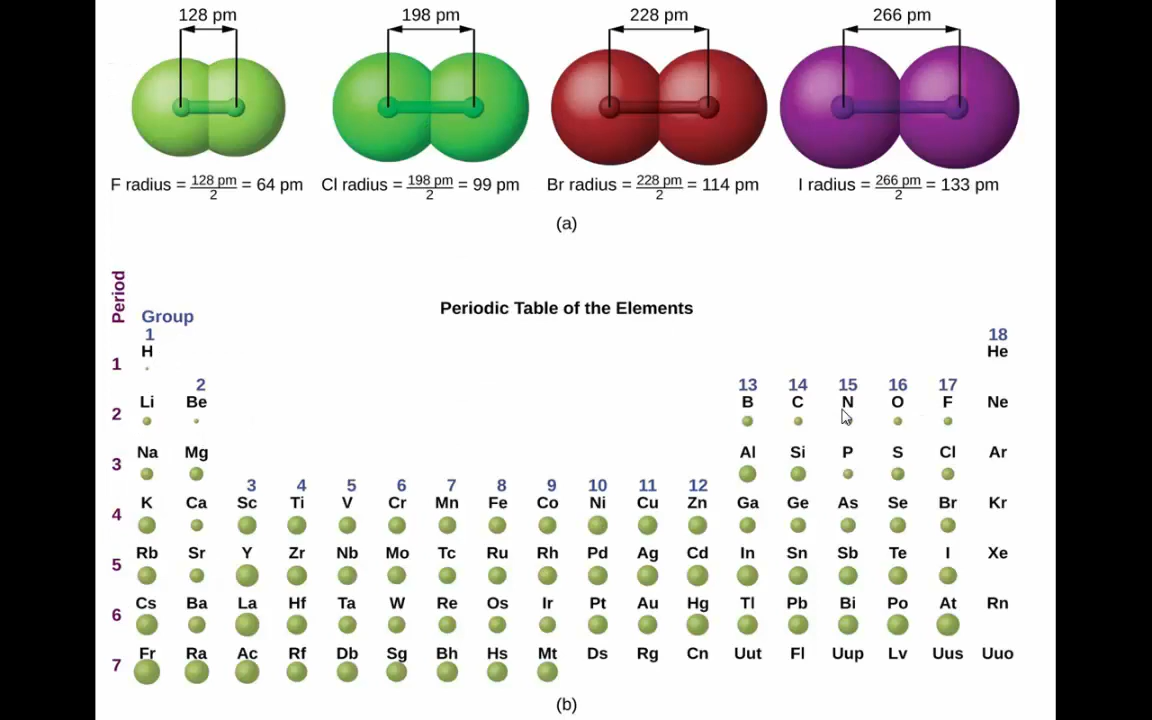 128 pm 198 pm 228 pm 266 pm
F radius = 128 pm/2 = 64 pm Cl radius = 198 pm/2 = 99 pm Br radius = 228 pm/2 = 114 pm I radius = 266 pm/2 = 133 pm
(a)
Period
Periodic Table of the Elements
Group
1 18
H He
1
2 13 14 15 16 17
Li Be B C N O F Ne
2
Na Mg Al Si P S Cl Ar
3
3 4 5 6 7 8 9 10 11 12
K Ca Sc Ti V Cr Mn Fe Co Ni Cu Zn Ga Ge As Se Br Kr
4
Rb Sr Y Zr Nb Mo Tc Ru Rh Pd Ag Cd In Sn Sb Te I Xe
5
Cs Ba La Hf Ta W Re Os Ir Pt Au Hg Tl Pb Bi Po At Rn
6
Fr Ra Ac Rf Db Sg Bh Hs Mt Ds Rg Cn Uut Fl Uup Lv Uus Uuo
7
(b)